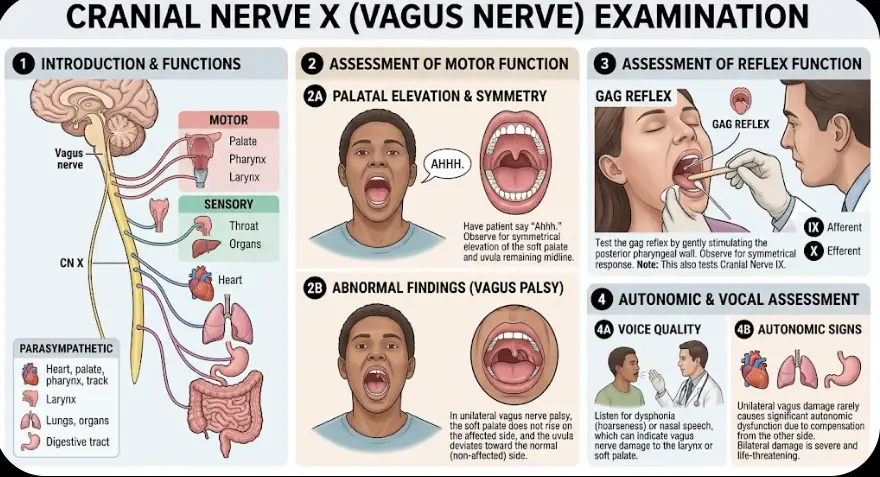 CRANIAL NERVE X (VAGUS NERVE) EXAMINATION
1 INTRODUCTION & FUNCTIONS
Vagus
nerve
MOTOR
Palate
Pharynx
Larynx
SENSORY
Throat
Organs
CN X
Heart
PARASYMPATHETIC
Heart, palate,
pharynx, track
Larynx
Lungs, organs
Digestive tract
2 ASSESSMENT OF MOTOR FUNCTION
2A PALATAL ELEVATION & SYMMETRY
AHHH.
Have patient say "Ahhh."
Observe for symmetrical
elevation of the soft palate
and uvula remaining midline.
2B ABNORMAL FINDINGS (VAGUS PALSY)
In unilateral vagus nerve palsy,
the soft palate does not rise on
the affected side, and the uvula
deviates toward the normal
(non-affected) side.
3 ASSESSMENT OF REFLEX FUNCTION
GAG REFLEX
GAG REFLEX
IX Afferent
X Efferent
Test the gag reflex by gently stimulating the
posterior pharyngeal wall. Observe for symmetrical
response. Note: This also tests Cranial Nerve IX.
4 AUTONOMIC & VOCAL ASSESSMENT
4A VOICE QUALITY
Listen for dysphonia
(hoarseness) or nasal speech,
which can indicate vagus
nerve damage to the larynx or
soft palate.
4B AUTONOMIC SIGNS
Unilateral vagus damage rarely
causes significant autonomic
dysfunction due to compensation
from the other side.
Bilateral damage is severe and
life-threatening.